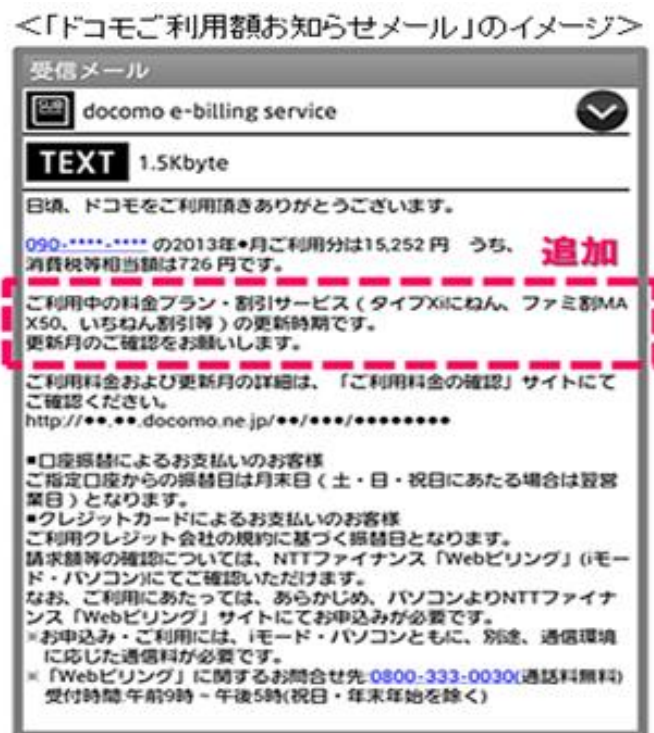 ＜「ドコモご利用額お知らせメール」のイメージ＞
受信メール
docomo e-billing service
TEXT 1.5Kbyte
日頃、ドコモをご利用頂きありがとうございます。
090-****-**** の2013年●月ご利用分は15,252 円　うち、
消費税等相当額は726 円です。
追加
ご利用中の料金プラン・割引サービス ( タイプXiにねん、ファミ割MA
X50、いちねん割引等 ) の更新時期です。
更新月のご確認をお願いします。
ご利用料金および更新月の詳細は、「ご利用料金の確認」サイトにて
ご確認ください。
http://●●.●●.docomo.ne.jp/●●/●●●/●●●●●●●●
■口座振替によるお支払いのお客様
ご指定口座からの振替日は月末日 ( 土・日・祝日にあたる場合は翌営
業日 ) となります。
■クレジットカードによるお支払いのお客様
ご利用クレジット会社の規約に基づく振替日となります。
請求額等の確認については、NTTファイナンス「Webビリング」(iモー
ド・パソコン)にてご確認いただけます。
なお、ご利用にあたっては、あらかじめ、パソコンよりNTTファイナ
ンス「Webビリング」サイトにてお申込みが必要です。
※お申込み・ご利用には、iモード・パソコンともに、別途、通信環境
に応じた通信料が必要です。
※「Webビリング」に関するお問合せ先:0800-333-0030(通話料無料)
受付時間:午前9時 ~ 午後5時(祝日・年末年始を除く)